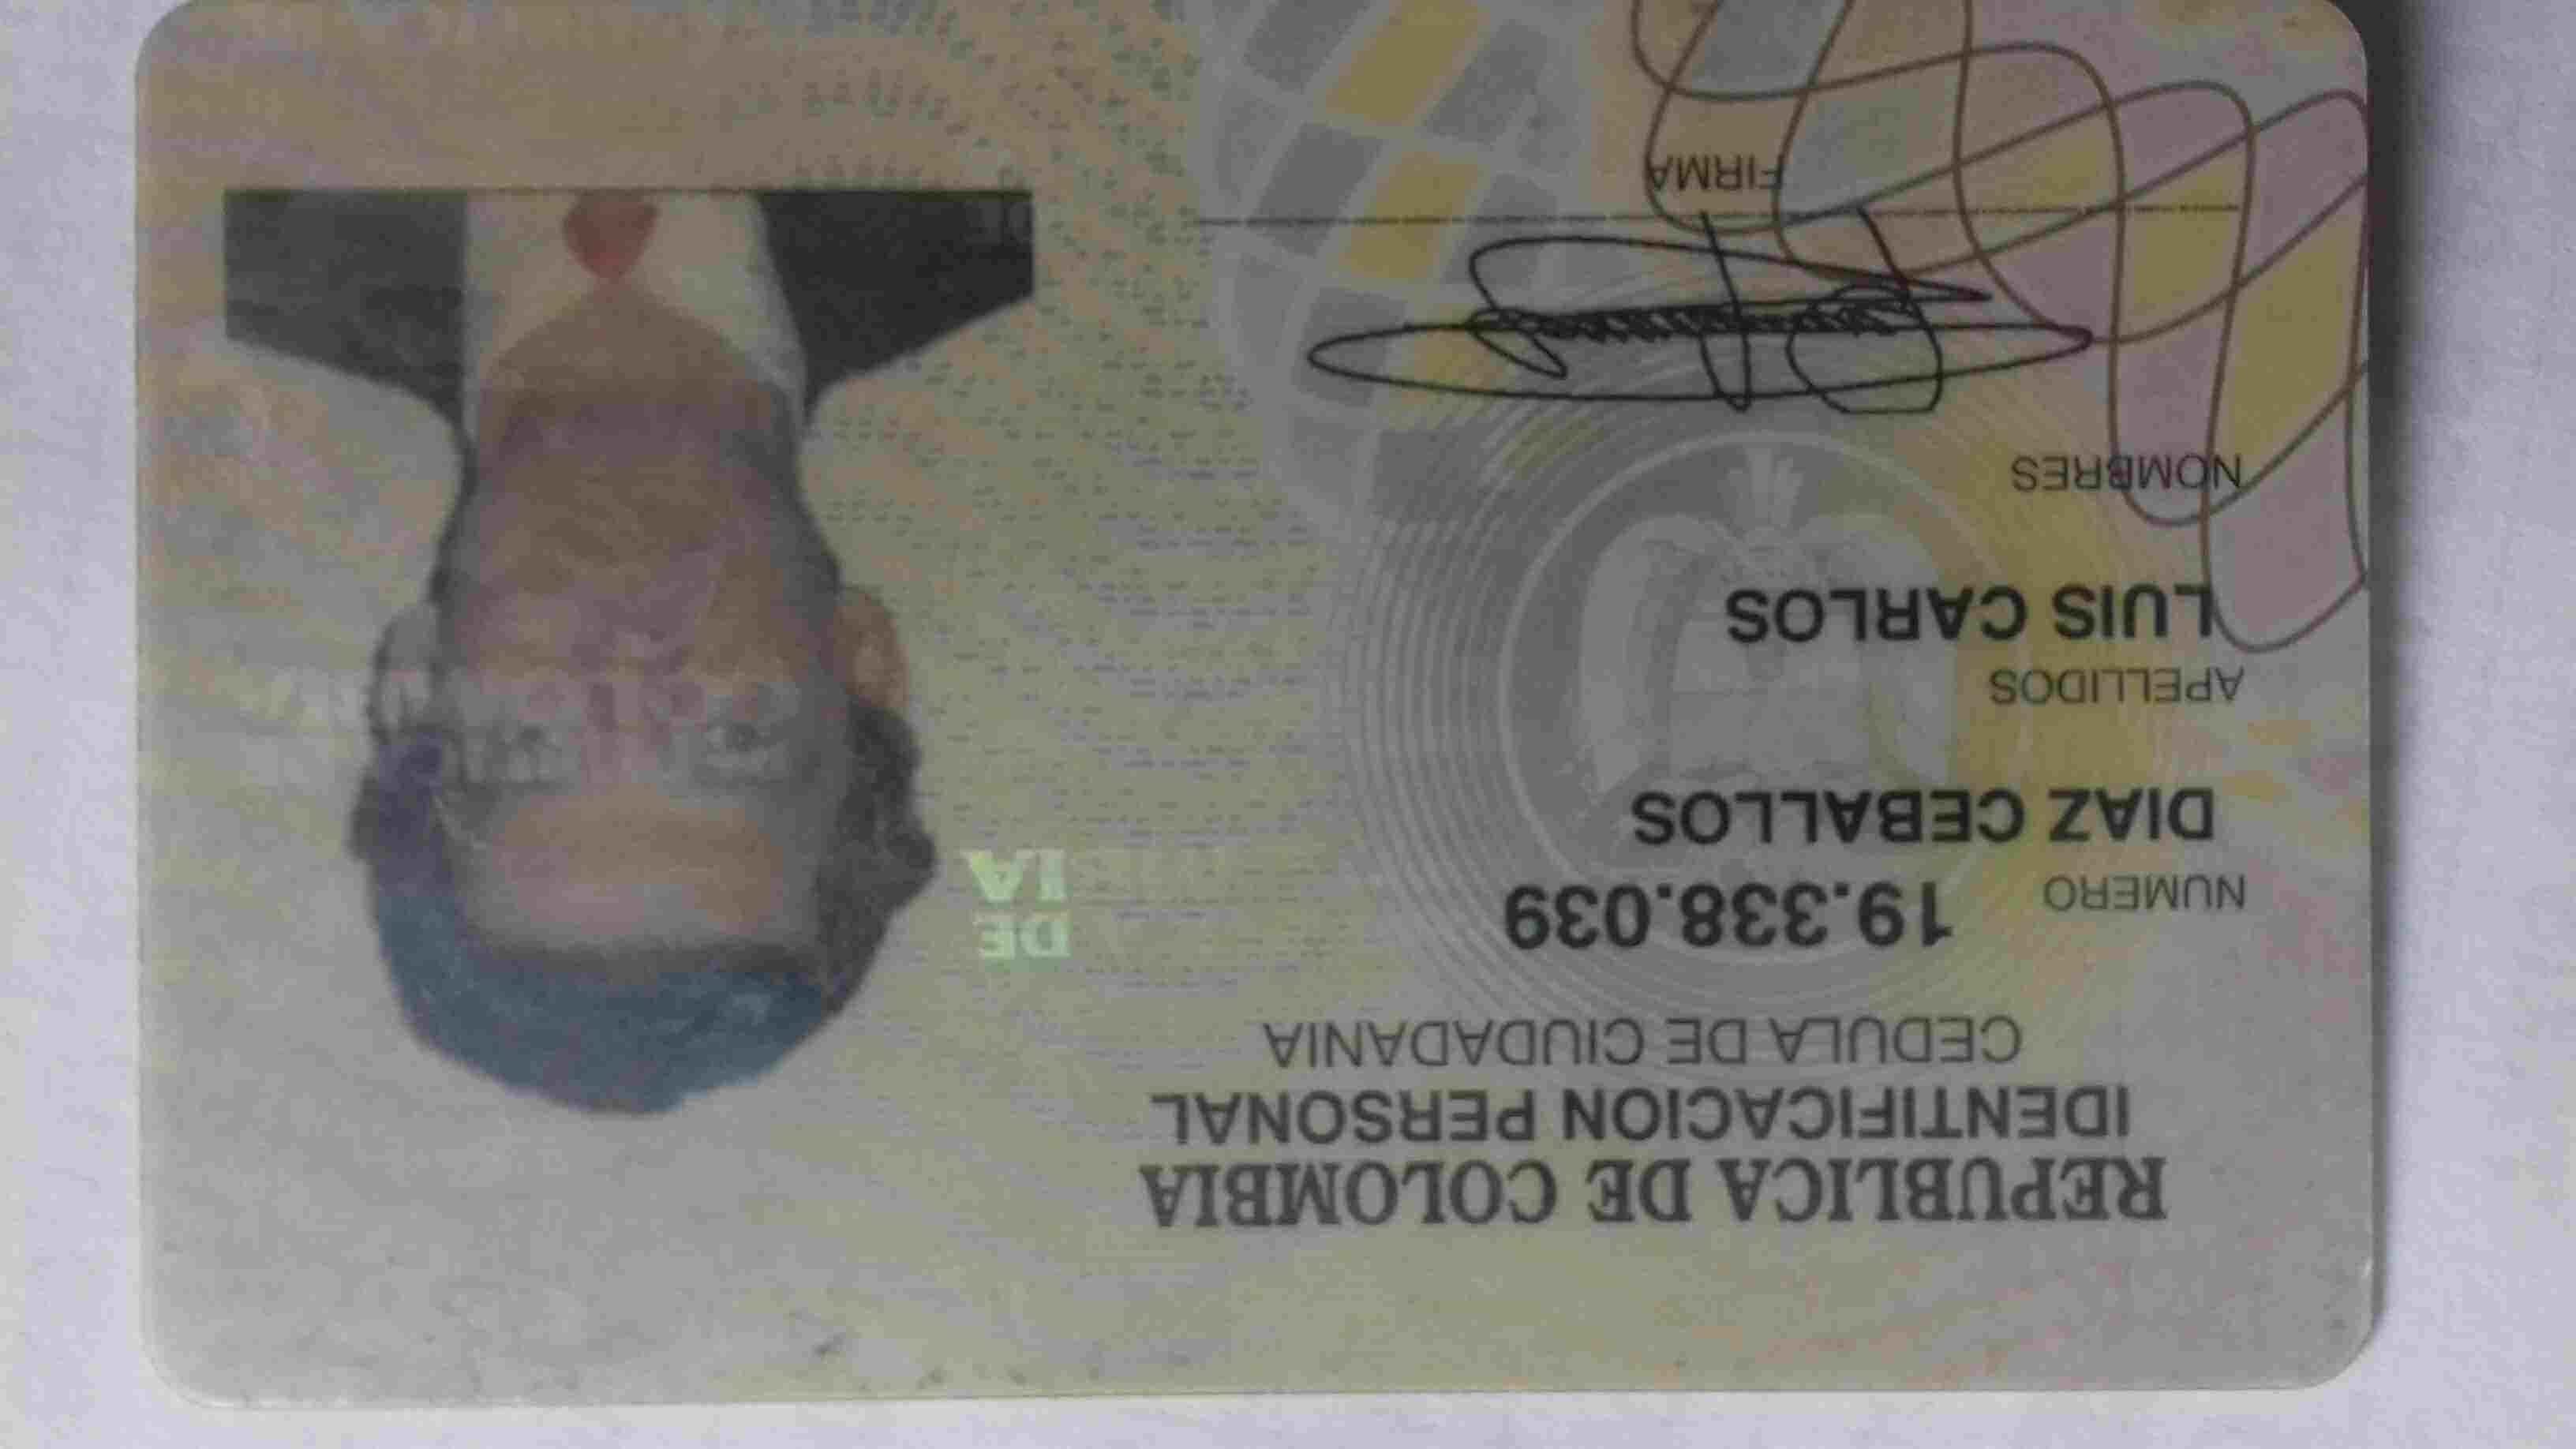 REPUBLICA DE COLOMBIA
IDENTIFICACION PERSONAL
CEDULA DE CIUDADANIA
NUMERO 19.338.039
DIAZ CEBALLOS
APELLIDOS
LUIS CARLOS
NOMBRES
FIRMA
DE
IA